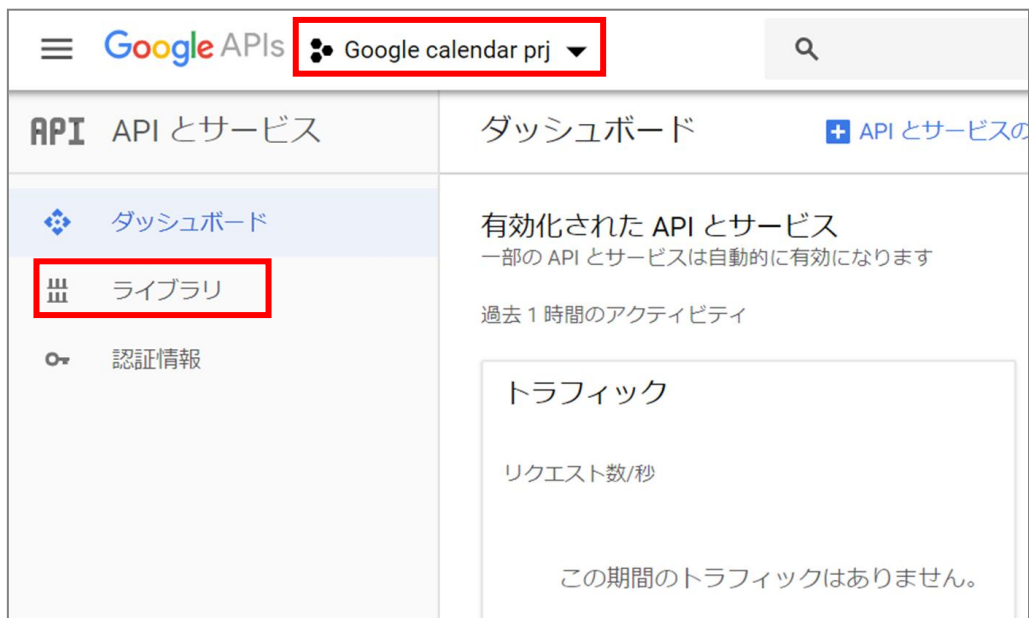 Google APIs Google calendar prj
API API とサービス
ダッシュボード API とサービスの
ダッシュボード
ライブラリ
認証情報
有効化された API とサービス
一部の API とサービスは自動的に有効になります
過去 1 時間のアクティビティ
トラフィック
リクエスト数/秒
この期間のトラフィックはありません。